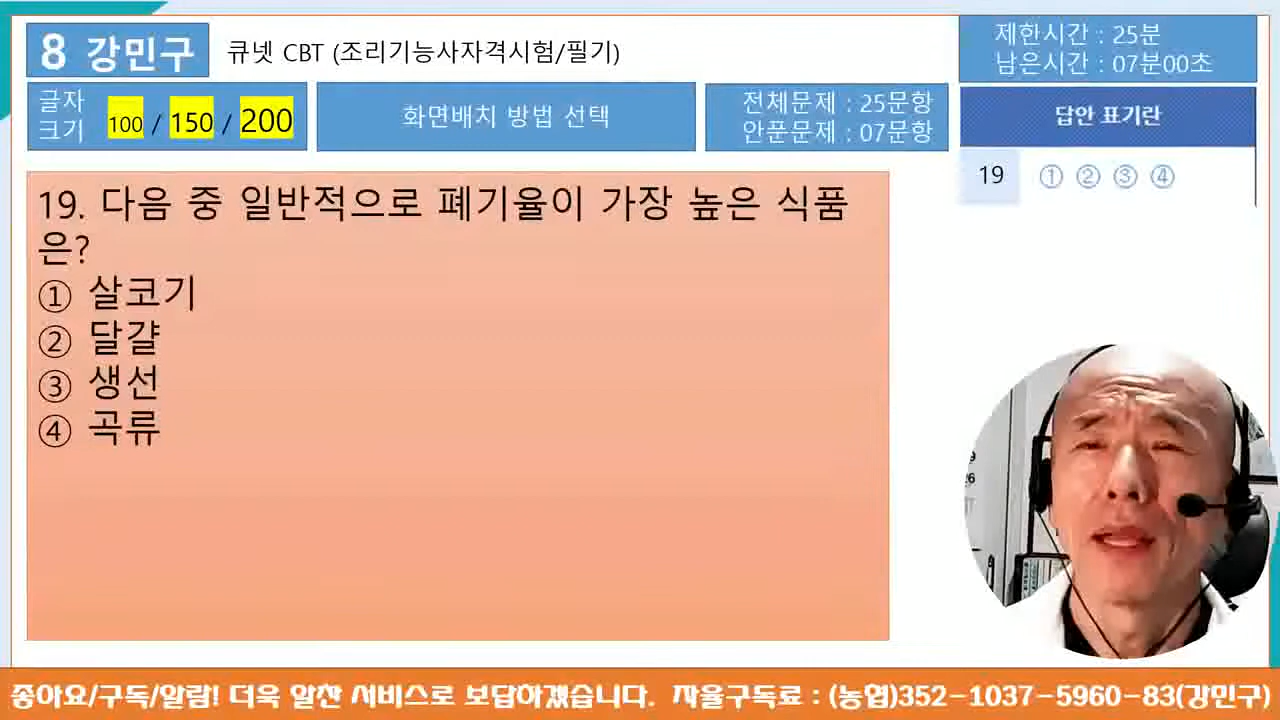 8 강민구
큐넷 CBT (조리기능사자격시험/필기)
제한시간 : 25분
남은시간 : 07분00초
글자
크기
100 / 150 / 200
화면배치 방법 선택
전체문제 : 25문항
안푼문제 : 07문항
답안 표기란
19 ① ② ③ ④
19. 다음 중 일반적으로 폐기율이 가장 높은 식품
은?
① 살코기
② 달걀
③ 생선
④ 곡류
종아요/구독/알람! 더욱 알찬 서비스로 보답하겠습니다. 자율구독료 : (농협)352-1037-5960-83(강민구)